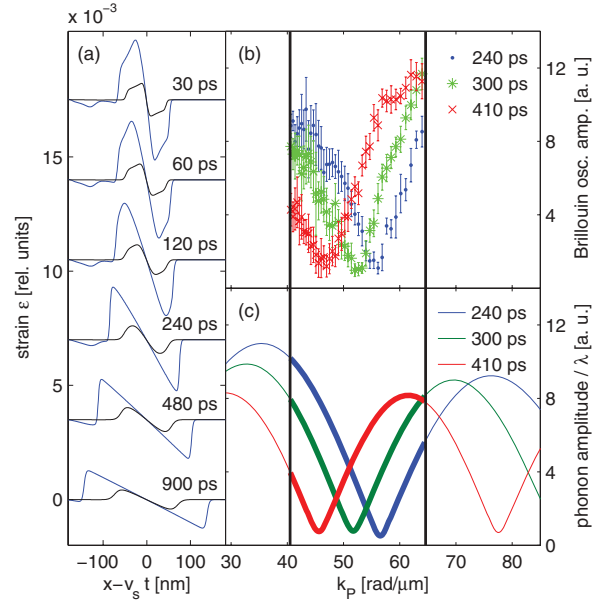 x 10⁻³
(a)
30 ps
60 ps
120 ps
240 ps
480 ps
900 ps
15
10
5
0
strain ε [rel. units]
−100 0 100
x−vₛ t [nm]
(b)
240 ps
300 ps
410 ps
12
8
4
Brillouin osc. amp. [a. u.]
(c)
240 ps
300 ps
410 ps
12
8
4
0
phonon amplitude / λ [a. u.]
30 40 50 60 70 80
k_P [rad/μm]